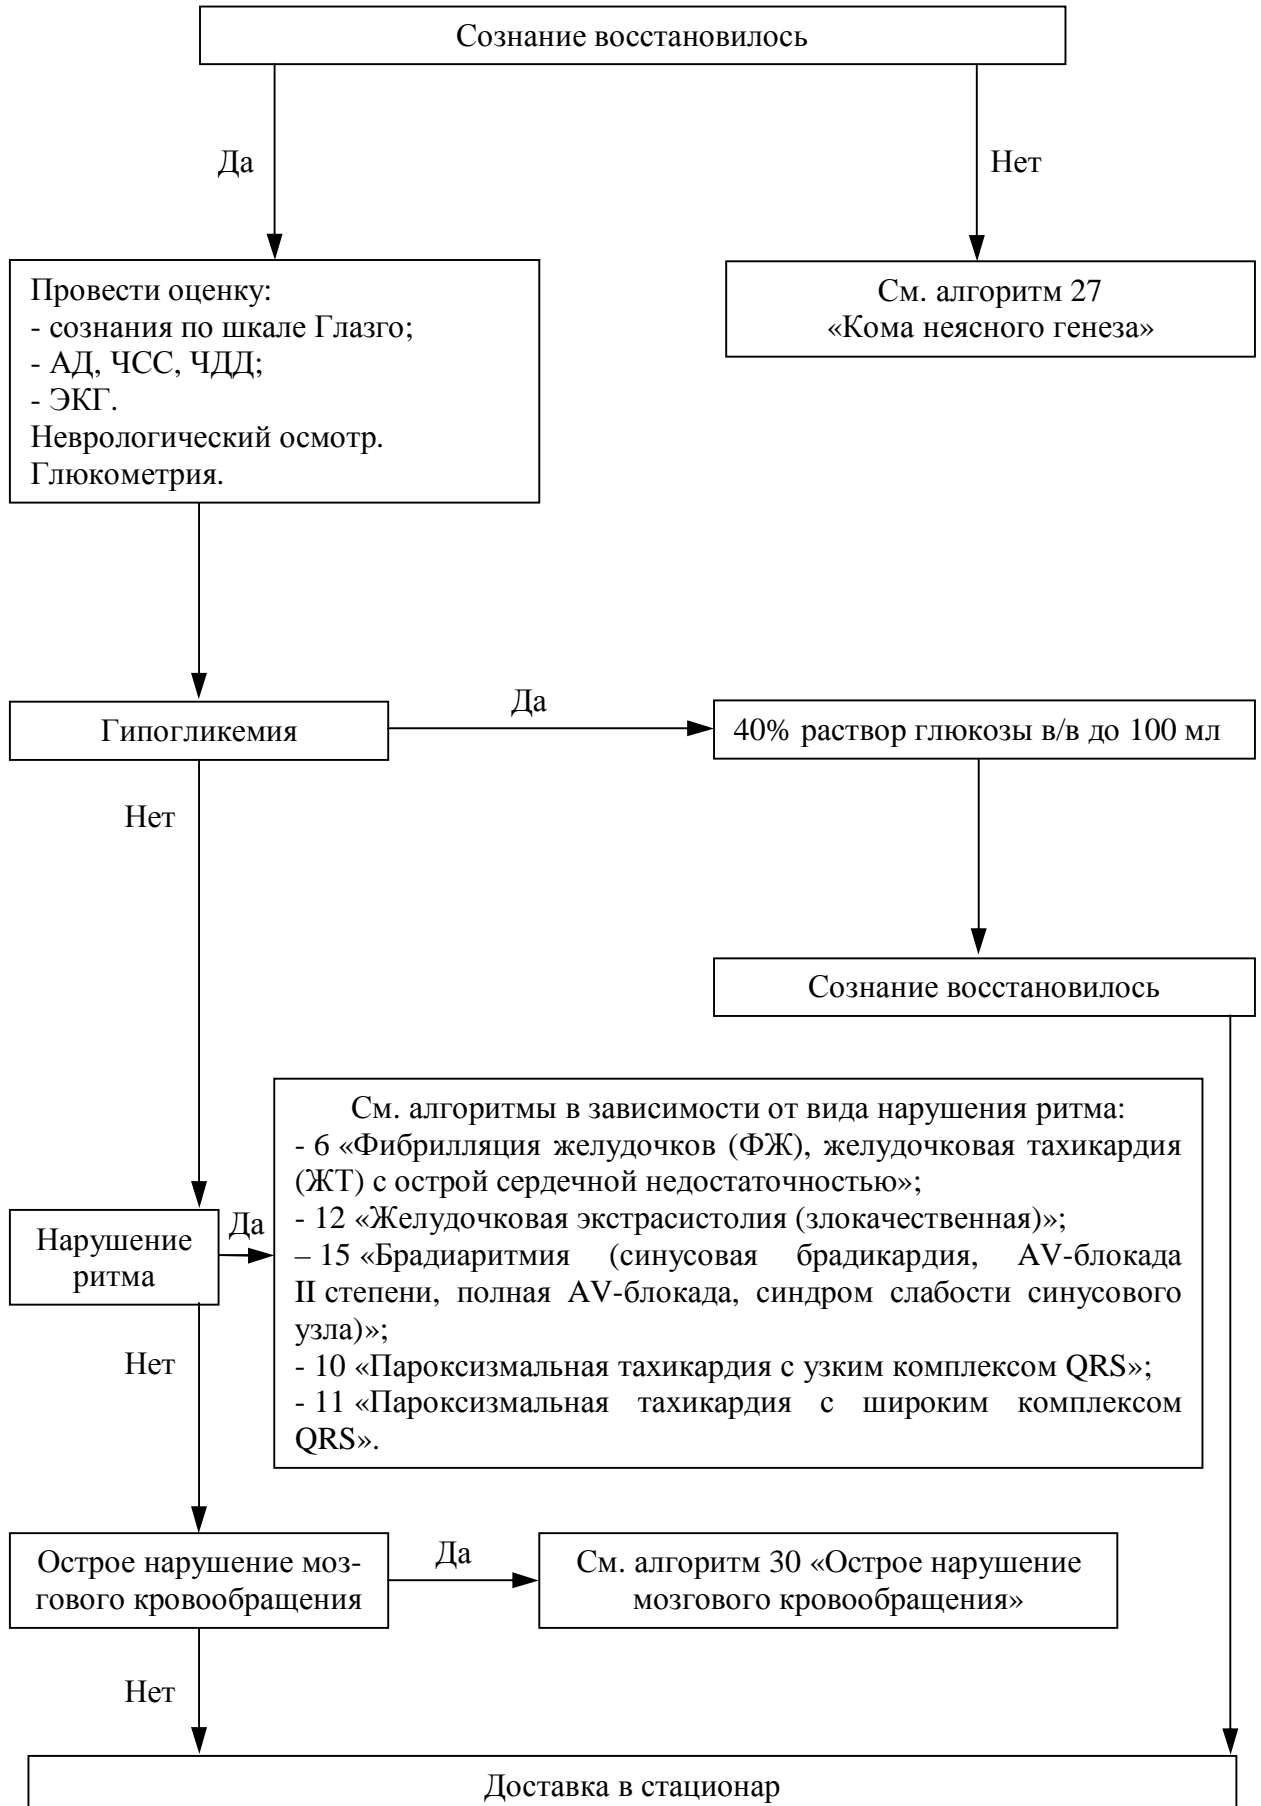 Сознание восстановилось
Да
Нет
Провести оценку:
- сознания по шкале Глазго;
- АД, ЧСС, ЧДД;
- ЭКГ.
Неврологический осмотр.
Глюкометрия.
См. алгоритм 27
«Кома неясного генеза»
Гипогликемия
Да
40% раствор глюкозы в/в до 100 мл
Нет
Сознание восстановилось
См. алгоритмы в зависимости от вида нарушения ритма:
- 6 «Фибрилляция желудочков (ФЖ), желудочковая тахикардия
(ЖТ) с острой сердечной недостаточностью»;
- 12 «Желудочковая экстрасистолия (злокачественная)»;
– 15 «Брадиаритмия (синусовая брадикардия, AV-блокада
II степени, полная AV-блокада, синдром слабости синусового
узла)»;
- 10 «Пароксизмальная тахикардия с узким комплексом QRS»;
- 11 «Пароксизмальная тахикардия с широким комплексом
QRS».
Нарушение
ритма
Да
Нет
Острое нарушение моз-
гового кровообращения
Да
См. алгоритм 30 «Острое нарушение
мозгового кровообращения»
Нет
Доставка в стационар